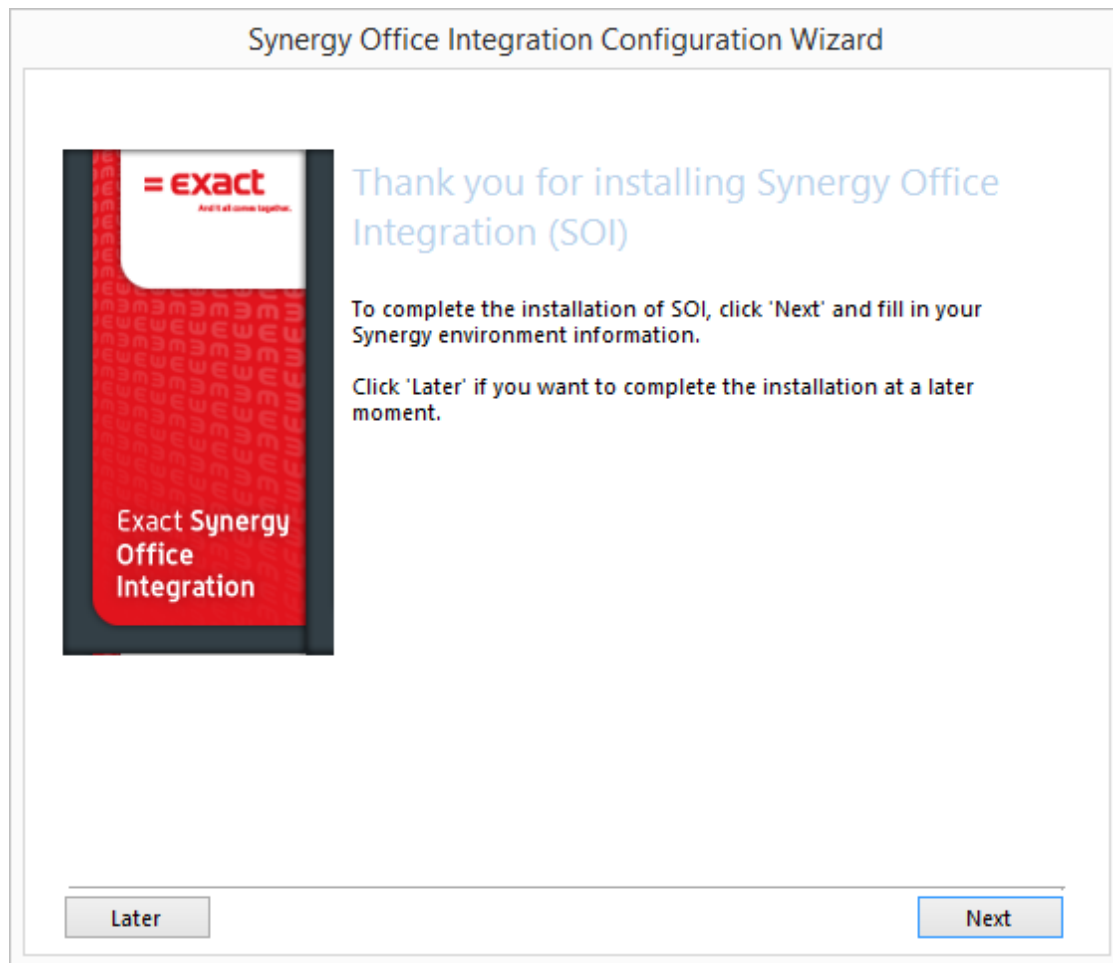 Synergy Office Integration Configuration Wizard
= exact
And it all comes together.
Thank you for installing Synergy Office
Integration (SOI)
To complete the installation of SOI, click 'Next' and fill in your
Synergy environment information.
Click 'Later' if you want to complete the installation at a later
moment.
Exact Synergy
Office
Integration
Later
Next